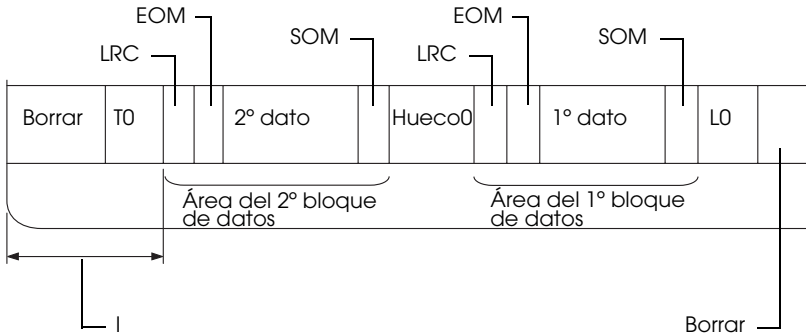 EOM
EOM
SOM
SOM
LRC
LRC
Borrar
T0
2º dato
Hueco0
1º dato
L0
Área del 2º bloque
de datos
Área del 1º bloque
de datos
I
Borrar